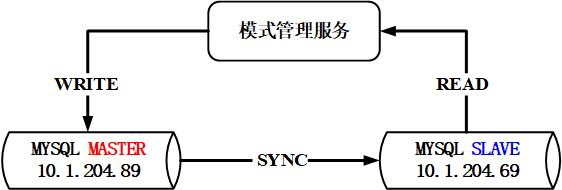 模式管理服务
WRITE
READ
MYSQL MASTER
10.1.204.89
SYNC
MYSQL SLAVE
10.1.204.69